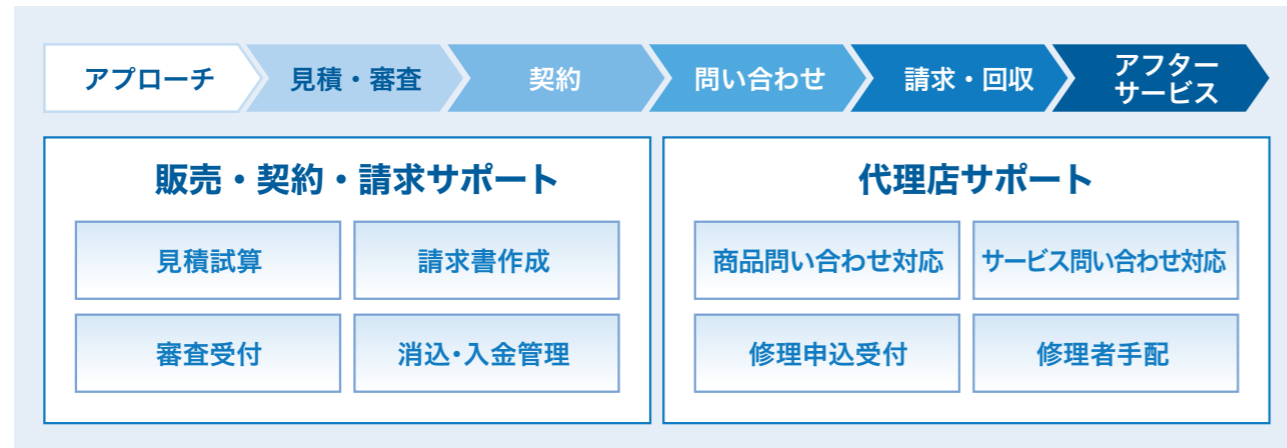 アプローチ
見積・審査
契約
問い合わせ
請求・回収
アフター
サービス
販売・契約・請求サポート
見積試算
請求書作成
審査受付
消込・入金管理
代理店サポート
商品問い合わせ対応
サービス問い合わせ対応
修理申込受付
修理者手配